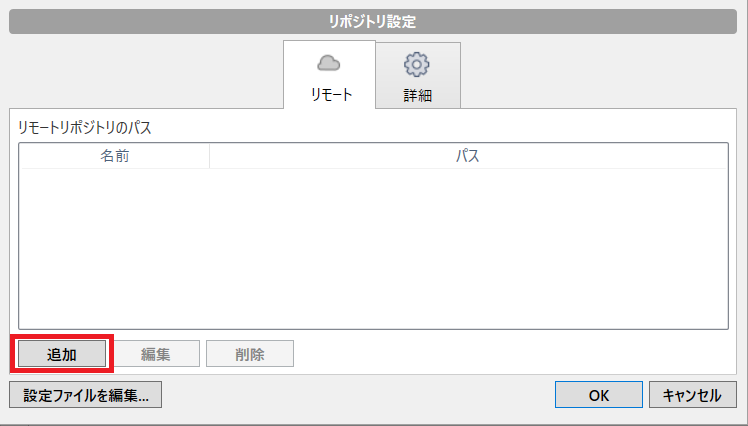 リポジトリ設定
リモート
詳細
リモートリポジトリのパス
名前 パス
追加 編集 削除
設定ファイルを編集... OK キャンセル